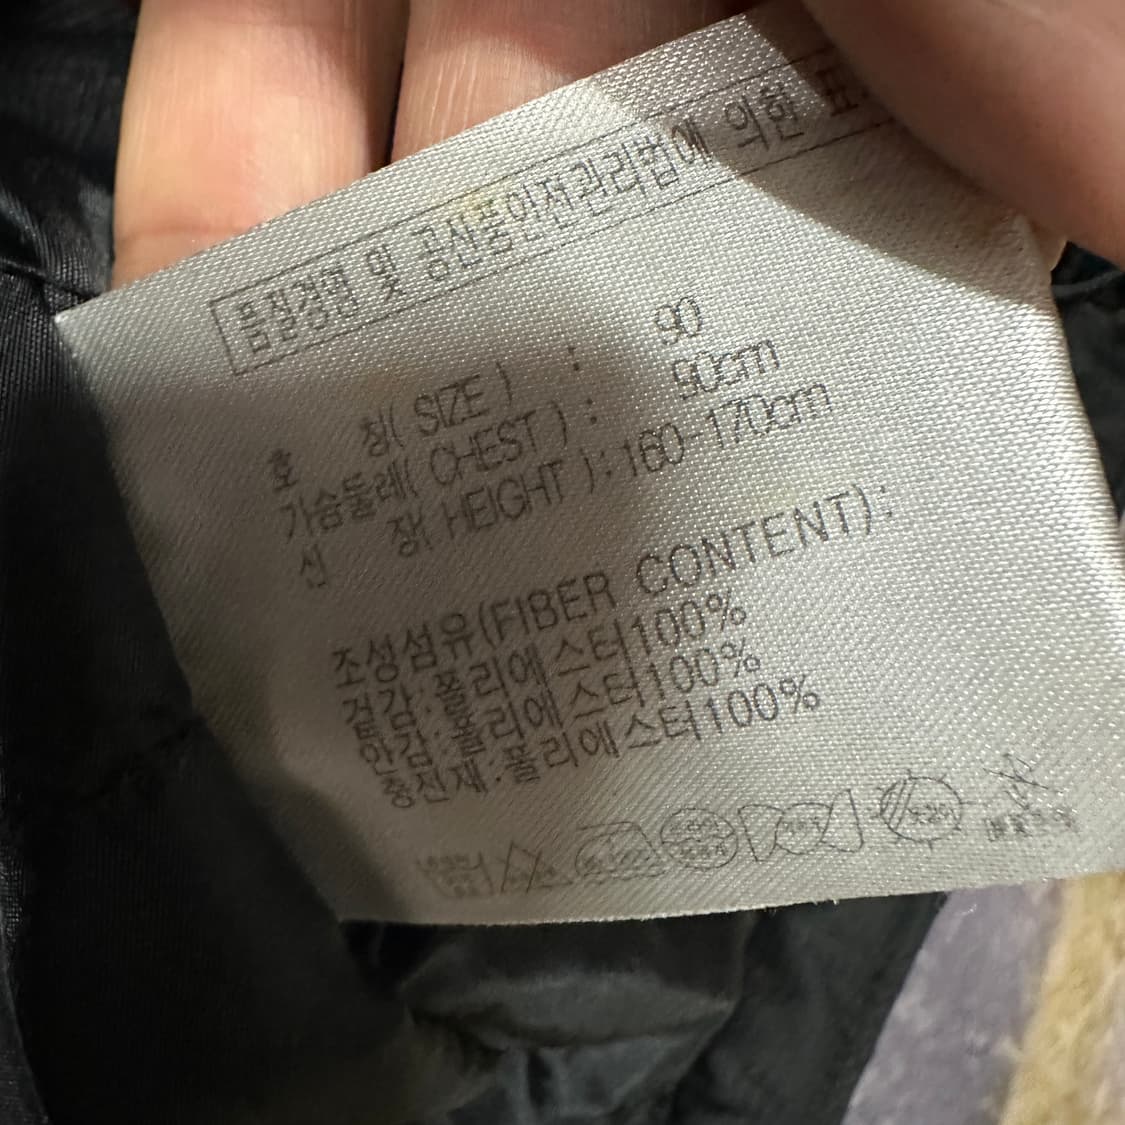 품질경영 및 공산품안전관리법에 의한 표
호 칭( SIZE ) : 90
가슴둘레( CHEST ) : 90cm
신 장( HEIGHT ) : 160-170cm
조성섬유(FIBER CONTENT):
겉감:폴리에스터100%
안감:폴리에스터100%
충전재:폴리에스터100%